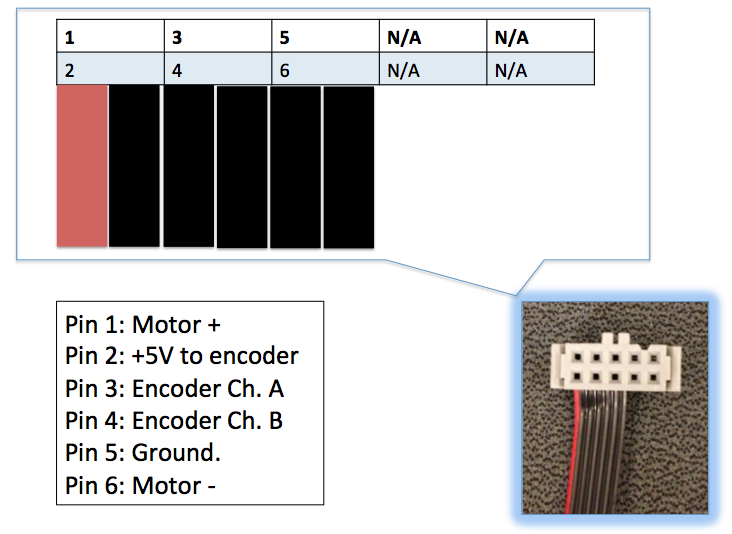 1 3 5 N/A N/A
2 4 6 N/A N/A
Pin 1: Motor +
Pin 2: +5V to encoder
Pin 3: Encoder Ch. A
Pin 4: Encoder Ch. B
Pin 5: Ground.
Pin 6: Motor -